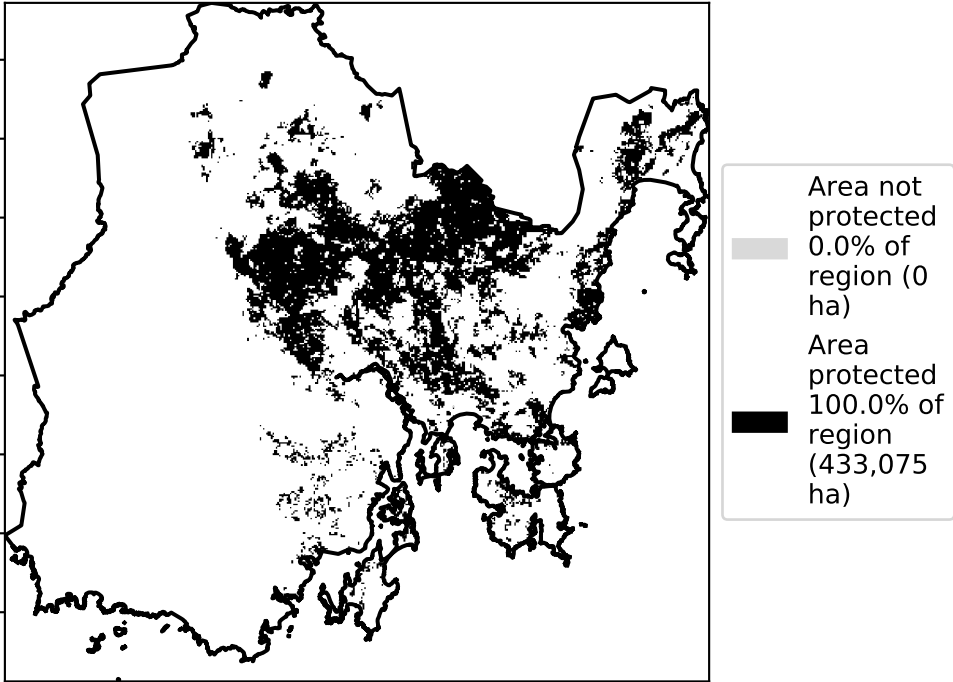 Area not
protected
0.0% of
region (0
ha)
Area
protected
100.0% of
region
(433,075
ha)